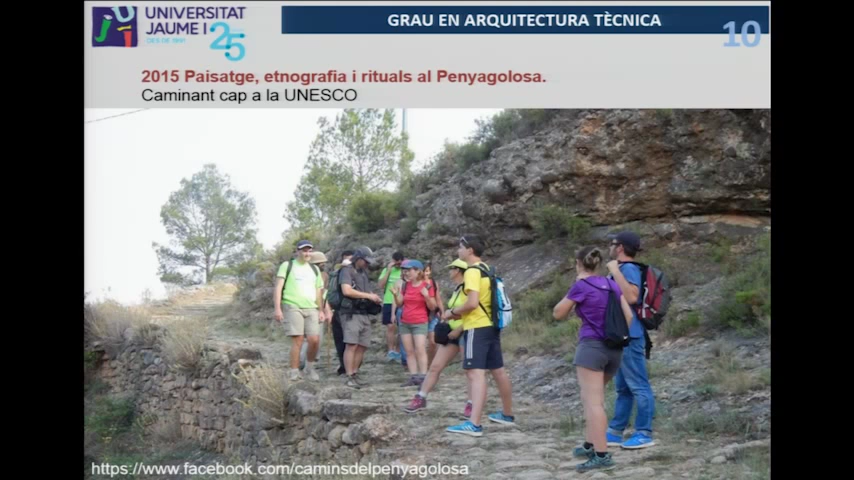 UNIVERSITAT
JAUME I
25
GRAU EN ARQUITECTURA TÈCNICA
10
2015 Paisatge, etnografia i rituals al Penyagolosa.
Caminant cap a la UNESCO
https://www.facebook.com/caminsdelpenyagolosa